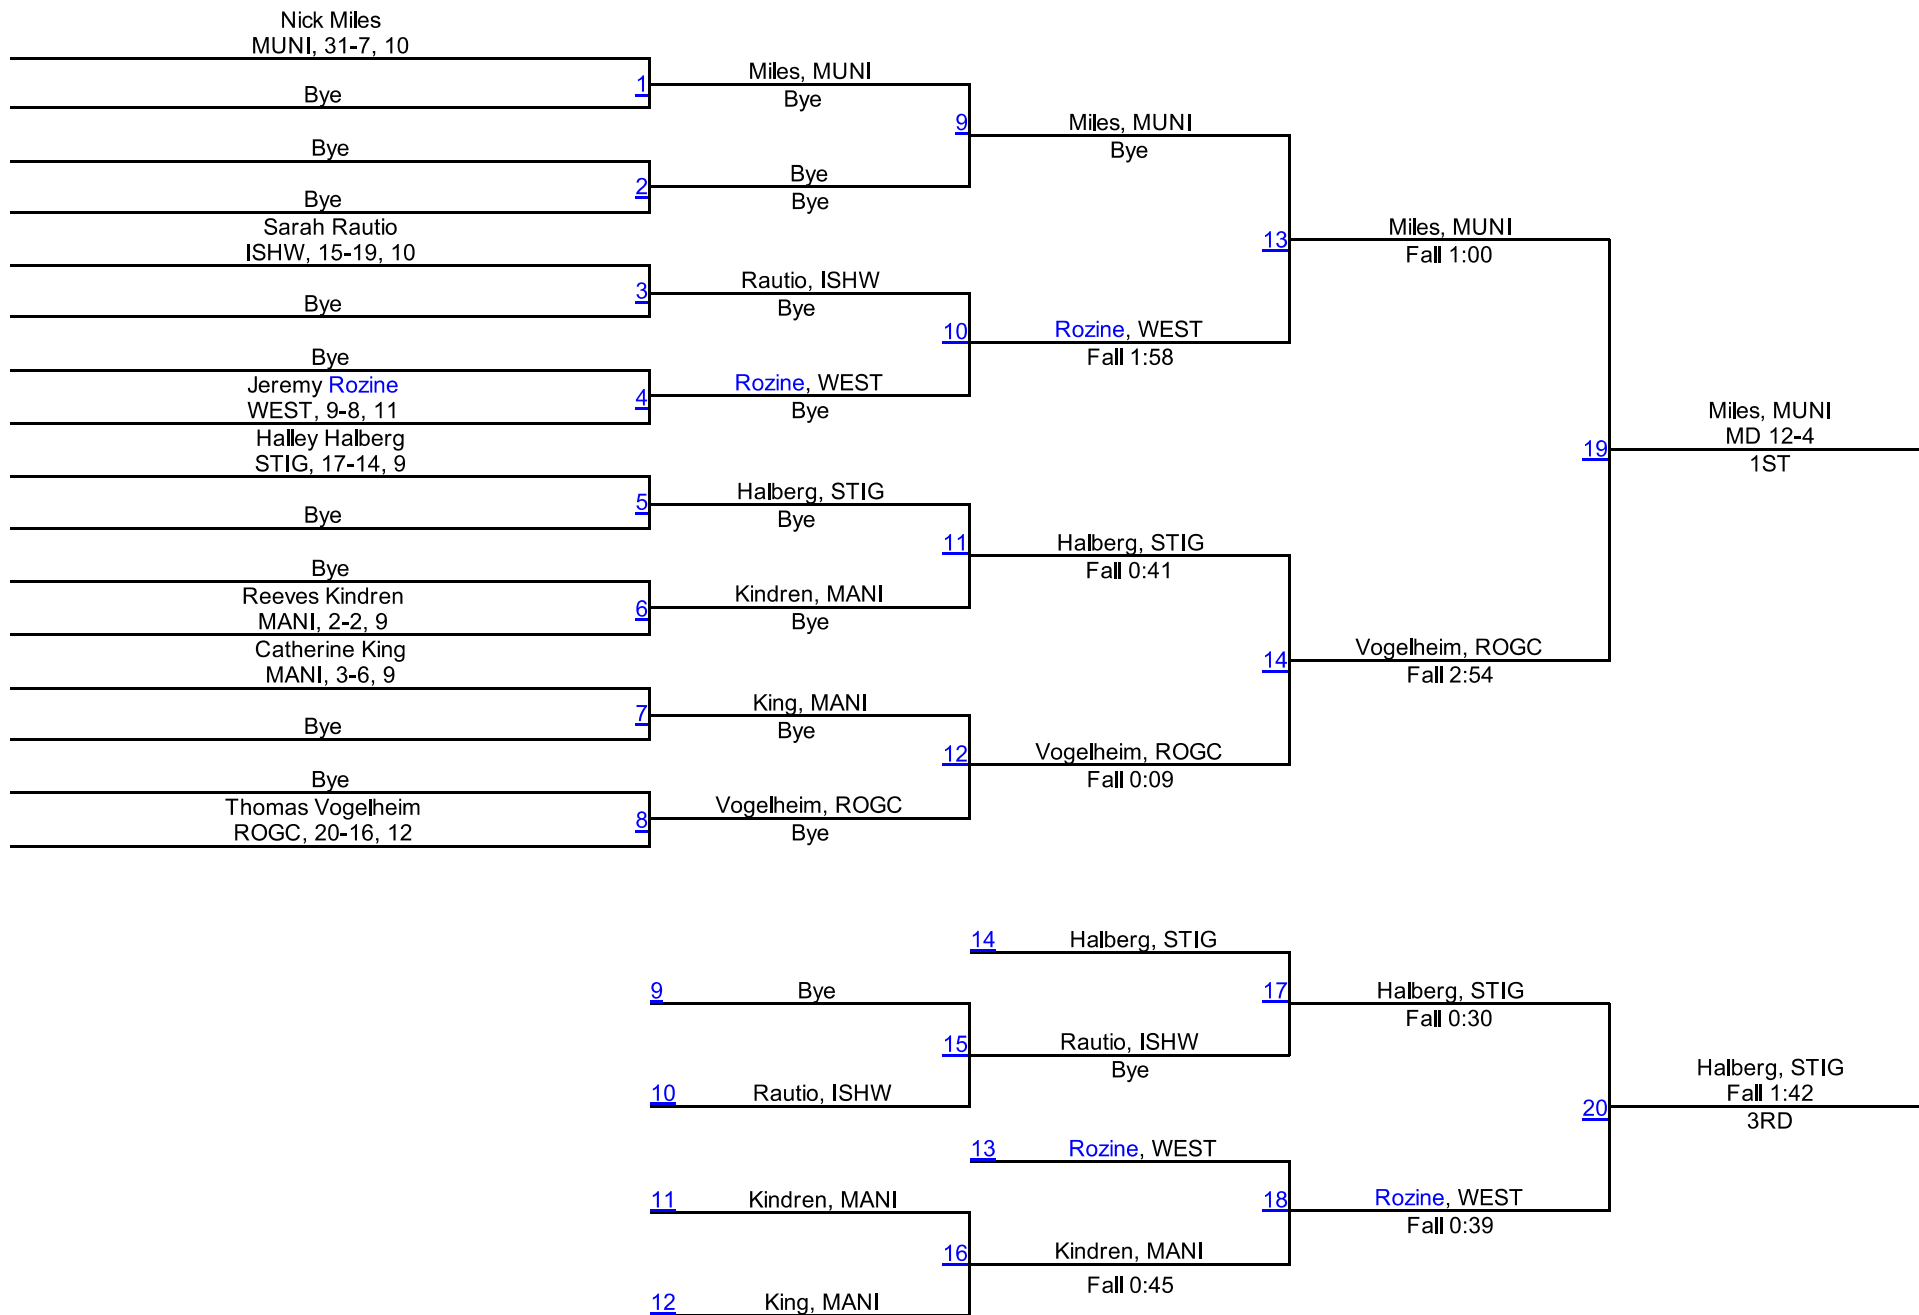 Nick Miles
MUNI, 31-7, 10
Bye
1
Bye
Bye
2
Sarah Rautio
ISHW, 15-19, 10
Bye
3
Bye
Jeremy Rozine
WEST, 9-8, 11
4
Halley Halberg
STIG, 17-14, 9
Bye
5
Bye
Reeves Kindren
MANI, 2-2, 9
6
Catherine King
MANI, 3-6, 9
Bye
7
Bye
Thomas Vogelheim
ROGC, 20-16, 12
8
Miles, MUNI
Bye
9
Bye
Bye
Rautio, ISHW
Bye
10
Rozine, WEST
Bye
Halberg, STIG
Bye
11
Kindren, MANI
Bye
King, MANI
Bye
12
Vogelheim, ROGC
Bye
Miles, MUNI
Bye
13
Rozine, WEST
Fall 1:58
Halberg, STIG
Fall 0:41
14
Vogelheim, ROGC
Fall 0:09
Miles, MUNI
Fall 1:00
19
Vogelheim, ROGC
Fall 2:54
Miles, MUNI
MD 12-4
1ST
14
Halberg, STIG
9
Bye
17
15
Rautio, ISHW
Bye
10
Rautio, ISHW
13
Rozine, WEST
11
Kindren, MANI
18
16
Kindren, MANI
Fall 0:45
12
King, MANI
Halberg, STIG
Fall 0:30
20
Rozine, WEST
Fall 0:39
Halberg, STIG
Fall 1:42
3RD